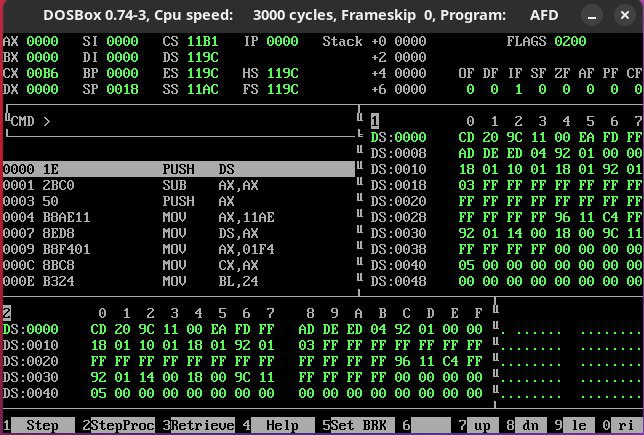 DOSBox 0.74-3, Cpu speed: 3000 cycles, Frameskip 0, Program: AFD
AX 0000 SI 0000 CS 11B1 IP 0000 Stack +0 0000 FLAGS 0200
BX 0000 DI 0000 DS 119C +2 0000
CX 00B6 BP 0000 ES 119C HS 119C +4 0000 OF DF IF SF ZF AF PF CF
DX 0000 SP 0018 SS 11AC FS 119C +6 0000 0 0 1 0 0 0 0 0
CMD >
1 0 1 2 3 4 5 6 7
DS:0000 CD 20 9C 11 00 EA FD FF
DS:0008 AD DE ED 04 92 01 00 00
0000 1E PUSH DS DS:0010 18 01 10 01 18 01 92 01
0001 2BC0 SUB AX,AX DS:0018 03 FF FF FF FF FF FF FF
0003 50 PUSH AX DS:0020 FF FF FF FF FF FF FF FF
0004 B8AE11 MOV AX,11AE DS:0028 FF FF FF FF 96 11 C4 FF
0007 8ED8 MOV DS,AX DS:0030 92 01 14 00 18 00 9C 11
0009 B8F401 MOV AX,01F4 DS:0038 FF FF FF FF 00 00 00 00
000C 8BC8 MOV CX,AX DS:0040 05 00 00 00 00 00 00 00
000E B324 MOV BL,24 DS:0048 00 00 00 00 00 00 00 00
2 0 1 2 3 4 5 6 7 8 9 A B C D E F
DS:0000 CD 20 9C 11 00 EA FD FF AD DE ED 04 92 01 00 00
DS:0010 18 01 10 01 18 01 92 01 03 FF FF FF FF FF FF FF
DS:0020 FF FF FF FF FF FF FF FF FF FF FF FF 96 11 C4 FF
DS:0030 92 01 14 00 18 00 9C 11 FF FF FF FF 00 00 00 00
DS:0040 05 00 00 00 00 00 00 00 00 00 00 00 00 00 00 00
1 Step 2StepProc 3Retrieve 4 Help 5Set BRK 6 7 up 8 dn 9 le 0 ri